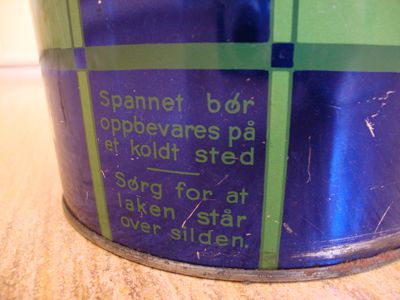 Spannet bør
oppbevares på
et koldt sted
Sørg for at
laken står
over silden.